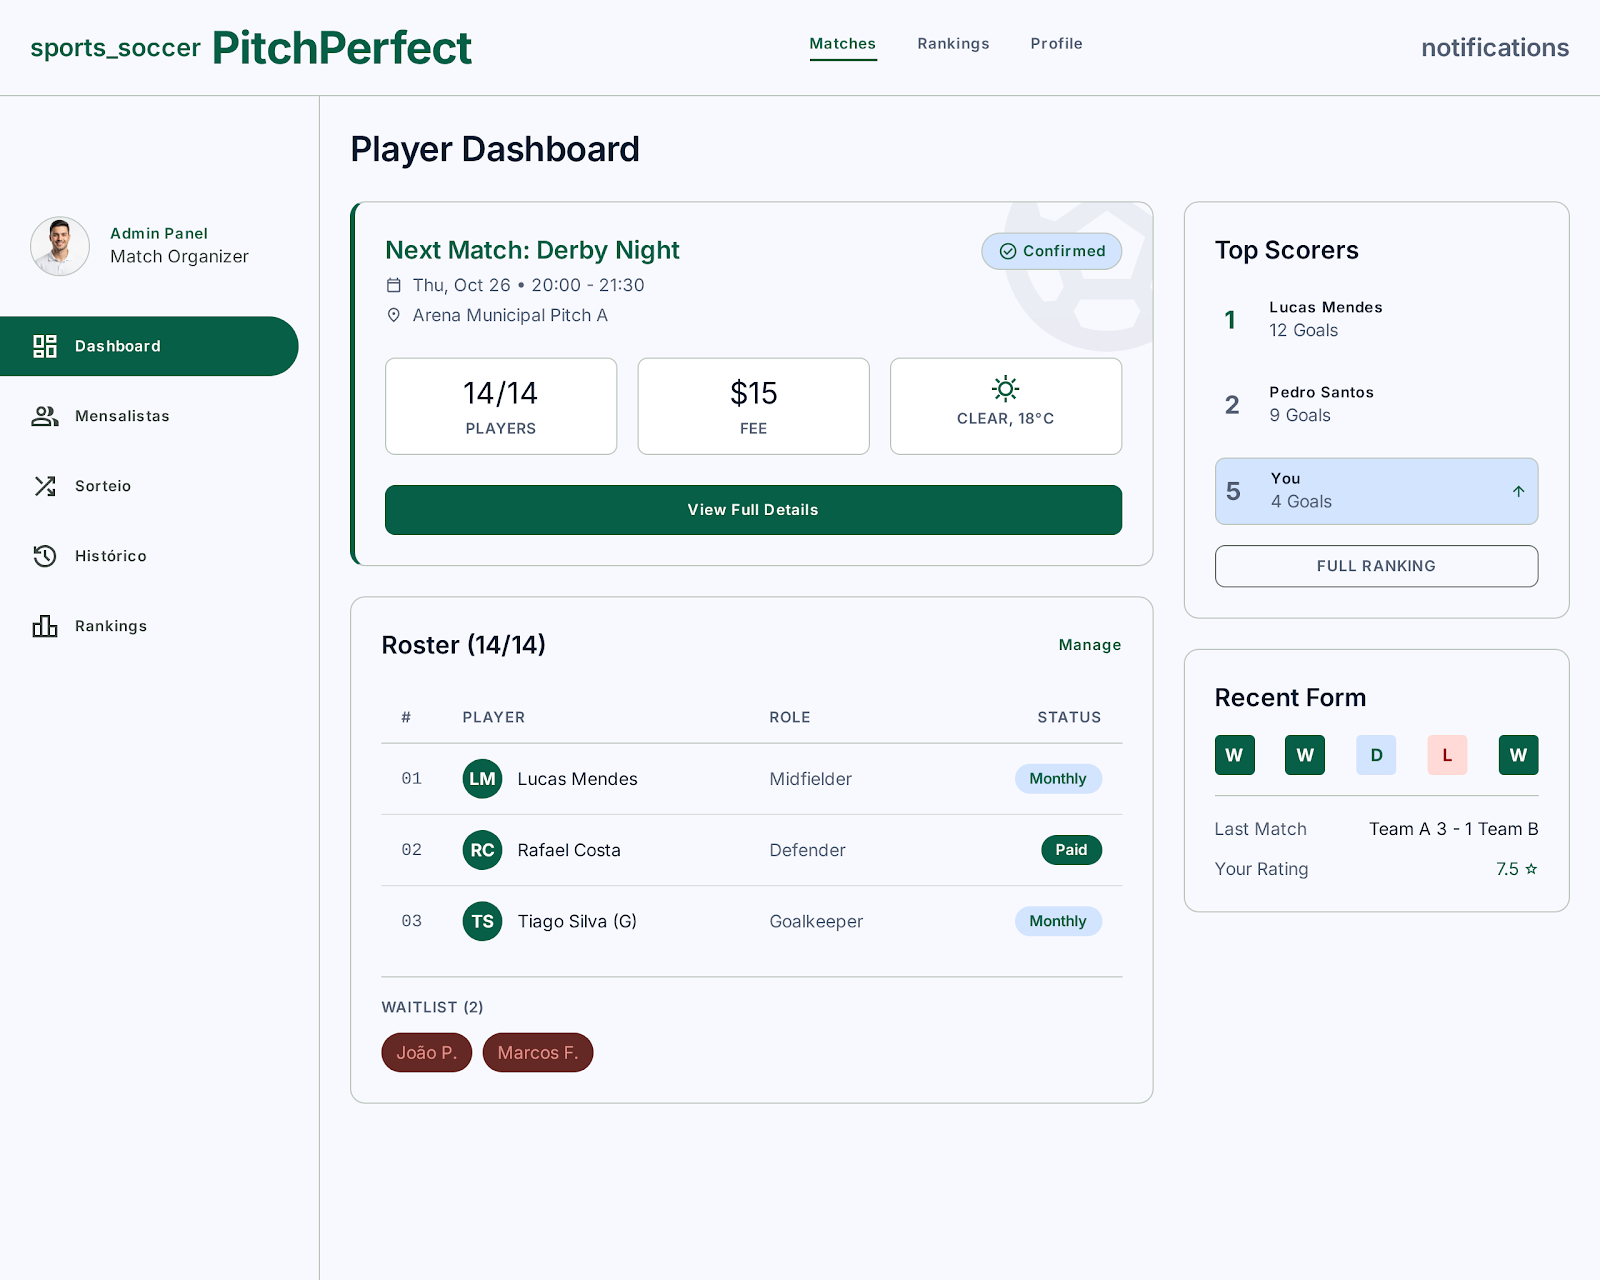 sports_soccer PitchPerfect
Matches Rankings Profile
notifications
Admin Panel
Match Organizer
Dashboard
Mensalistas
Sorteio
Histórico
Rankings
Player Dashboard
Next Match: Derby Night
Confirmed
Thu, Oct 26 • 20:00 - 21:30
Arena Municipal Pitch A
14/14
PLAYERS
$15
FEE
CLEAR, 18°C
View Full Details
Roster (14/14)
Manage
# PLAYER ROLE STATUS
01 LM Lucas Mendes Midfielder Monthly
02 RC Rafael Costa Defender Paid
03 TS Tiago Silva (G) Goalkeeper Monthly
WAITLIST (2)
João P. Marcos F.
Top Scorers
1 Lucas Mendes
12 Goals
2 Pedro Santos
9 Goals
5 You
4 Goals
FULL RANKING
Recent Form
W W D L W
Last Match Team A 3 - 1 Team B
Your Rating 7.5